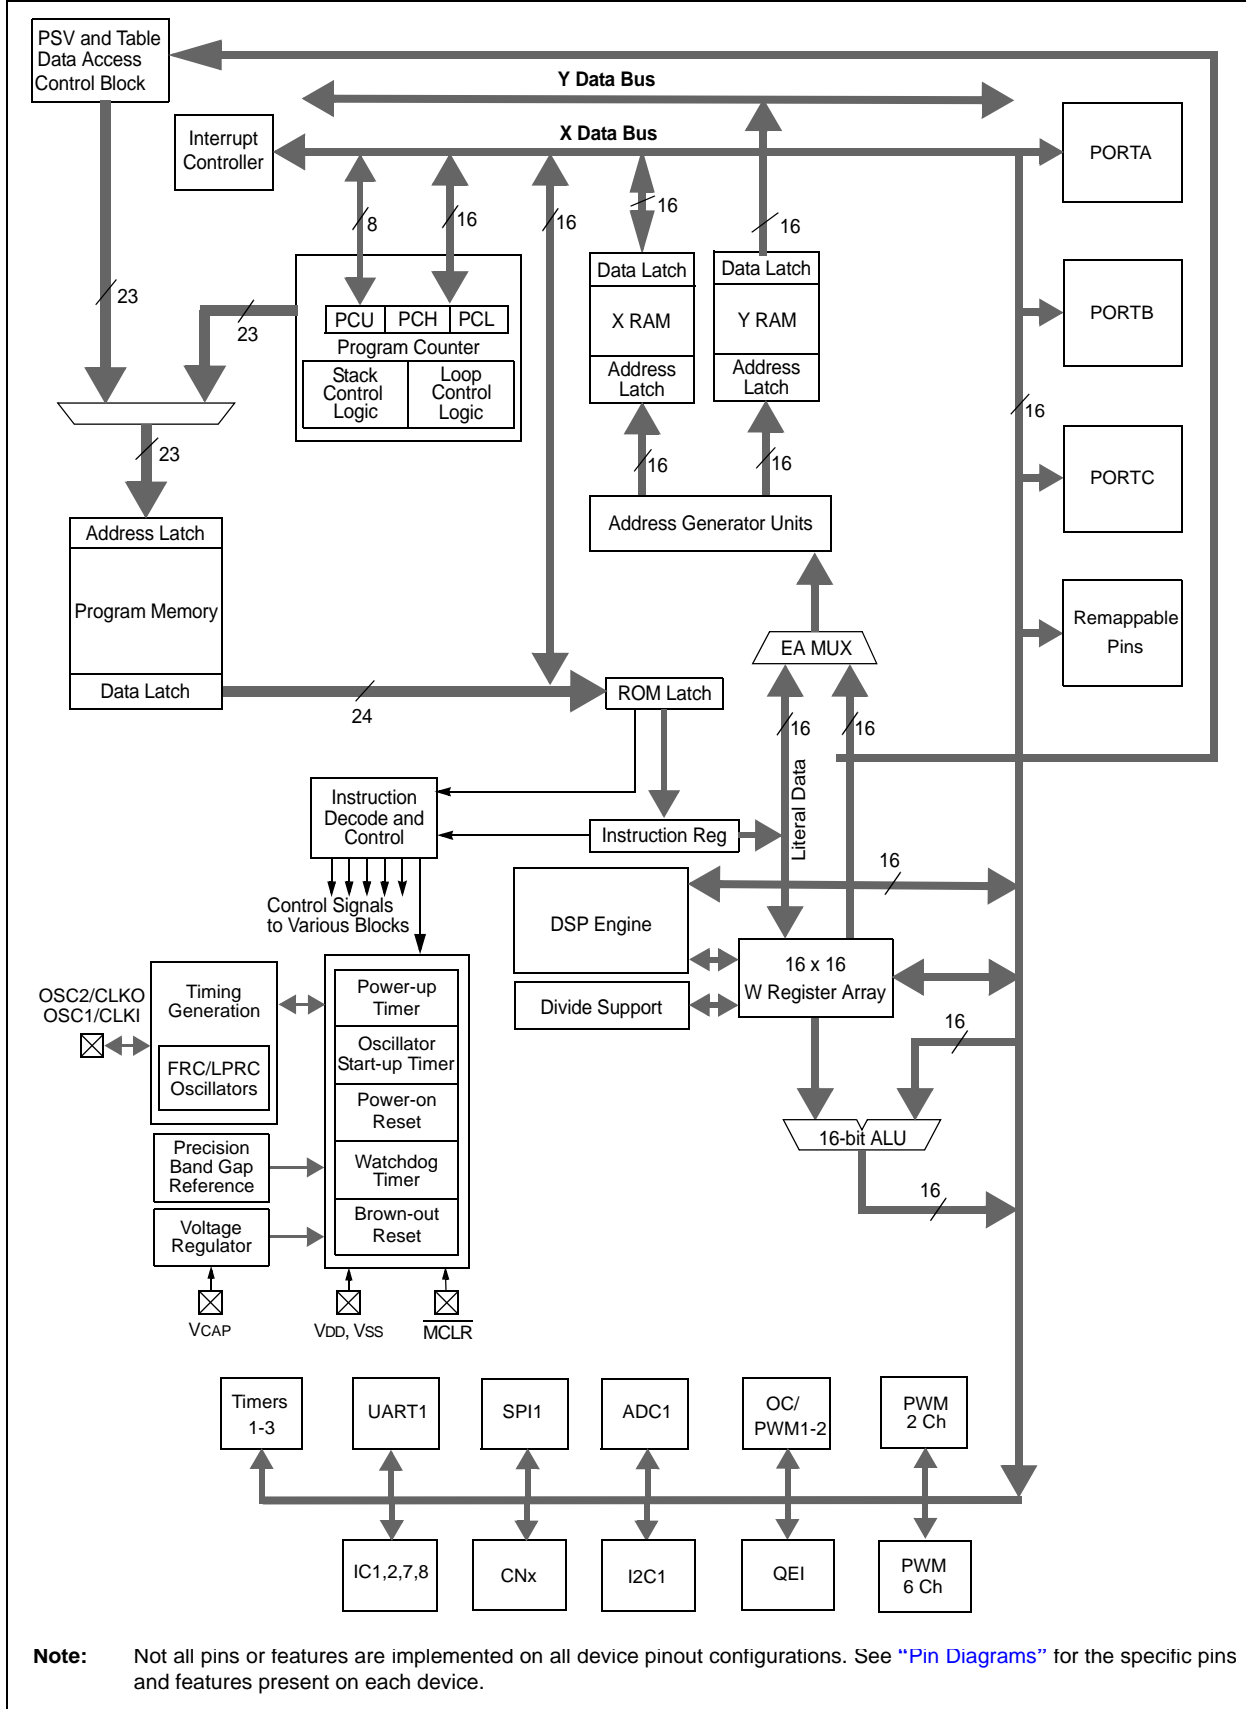 PSV and Table
Data Access
Control Block
Y Data Bus
Interrupt
Controller
X Data Bus
PORTA
8
16
16
16
16
23
23
Data Latch
X RAM
Address
Latch
Data Latch
Y RAM
Address
Latch
PORTB
PCU
PCH
PCL
Program Counter
Stack
Control
Logic
Loop
Control
Logic
16
23
16
16
PORTC
Address Latch
Program Memory
Data Latch
Address Generator Units
Remappable
Pins
EA MUX
24
ROM Latch
16
16
Literal Data
Instruction
Decode and
Control
Instruction Reg
16
Control Signals
to Various Blocks
DSP Engine
16 x 16
W Register Array
Divide Support
OSC2/CLKO
OSC1/CLKI
Timing
Generation
FRC/LPRC
Oscillators
Power-up
Timer
Oscillator
Start-up Timer
Power-on
Reset
Watchdog
Timer
Brown-out
Reset
16
16-bit ALU
16
Precision
Band Gap
Reference
Voltage
Regulator
VCAP
VDD, VSS
MCLR
Timers
1-3
UART1
SPI1
ADC1
OC/
PWM1-2
PWM
2 Ch
IC1,2,7,8
CNx
I2C1
QEI
PWM
6 Ch
Note: Not all pins or features are implemented on all device pinout configurations. See “Pin Diagrams” for the specific pins
and features present on each device.